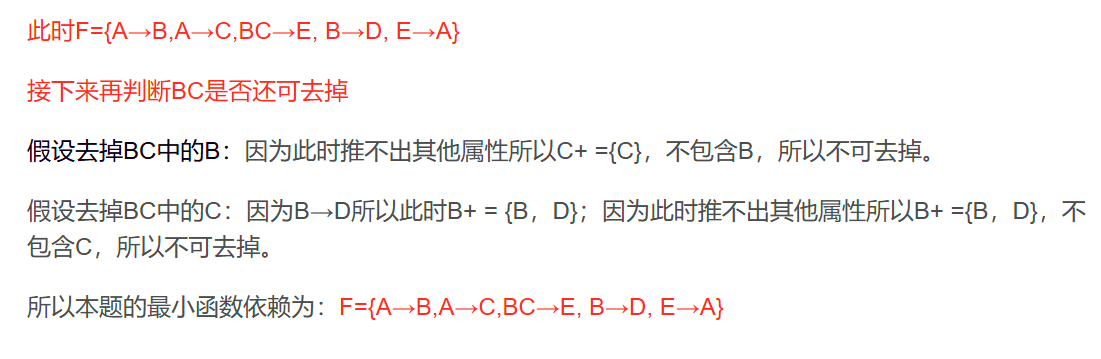 此时F={A→B,A→C,BC→E, B→D, E→A}
接下来再判断BC是否还可去掉
假设去掉BC中的B：因为此时推不出其他属性所以C+ ={C}，不包含B，所以不可去掉。
假设去掉BC中的C：因为B→D所以此时B+ = {B，D}；因为此时推不出其他属性所以B+ ={B，D}，不
包含C，所以不可去掉。
所以本题的最小函数依赖为：F={A→B,A→C,BC→E, B→D, E→A}